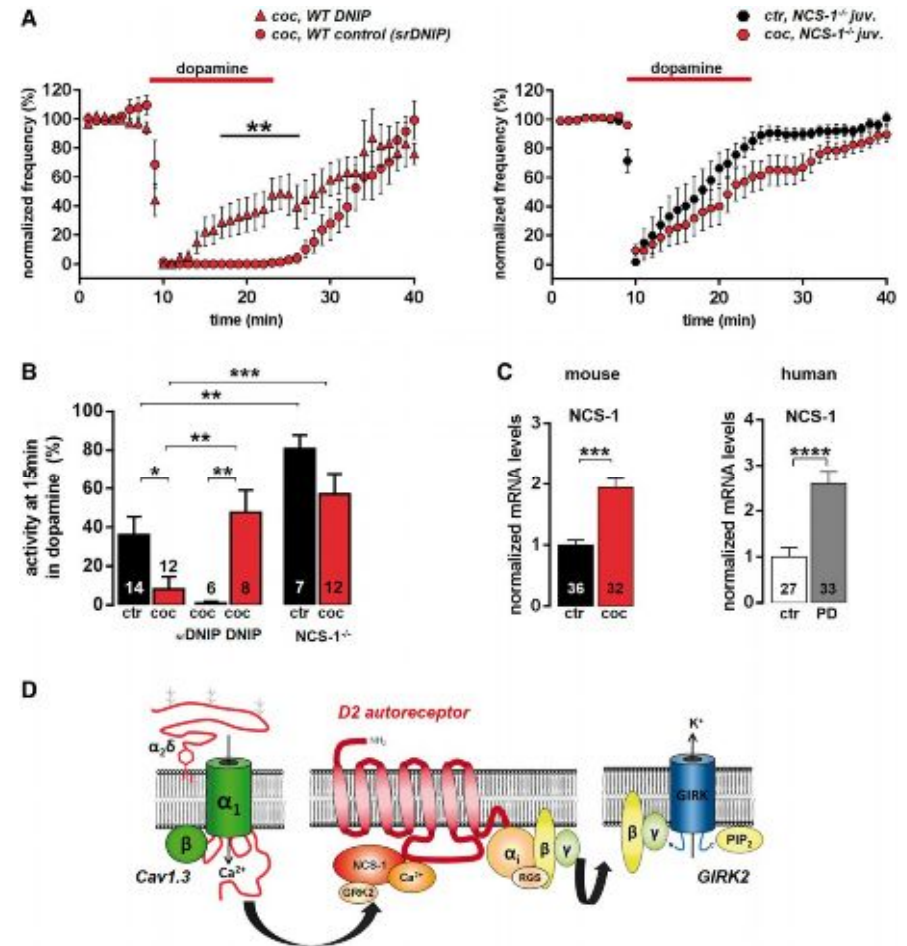 A
coc, WT DNIP
coc, WT control (srDNIP)
ctr, NCS-1-/- juv.
coc, NCS-1-/- juv.
dopamine
normalized frequency (%)
120
100
80
60
40
20
0
**
0 10 20 30 40
time (min)
dopamine
normalized frequency (%)
120
100
80
60
40
20
0
0 10 20 30 40
time (min)
B
activity at 15min
in dopamine (%)
100
80
60
40
20
0
***
**
**
* **
14 12 6 8 7 12
ctr coc coc coc ctr coc
srDNIP DNIP NCS-1-/-
C
mouse
NCS-1
normalized mRNA levels
3
2
1
0
***
36 32
ctr coc
human
NCS-1
normalized mRNA levels
4
3
2
1
0
****
27 33
ctr PD
D
D2 autoreceptor
NH2
α2δ
α1
β
Ca2+
Cav1.3
NCS-1
Ca2+
GRK2
αi
RGS
β
γ
K+
GIRK
β
γ
PIP2
GIRK2